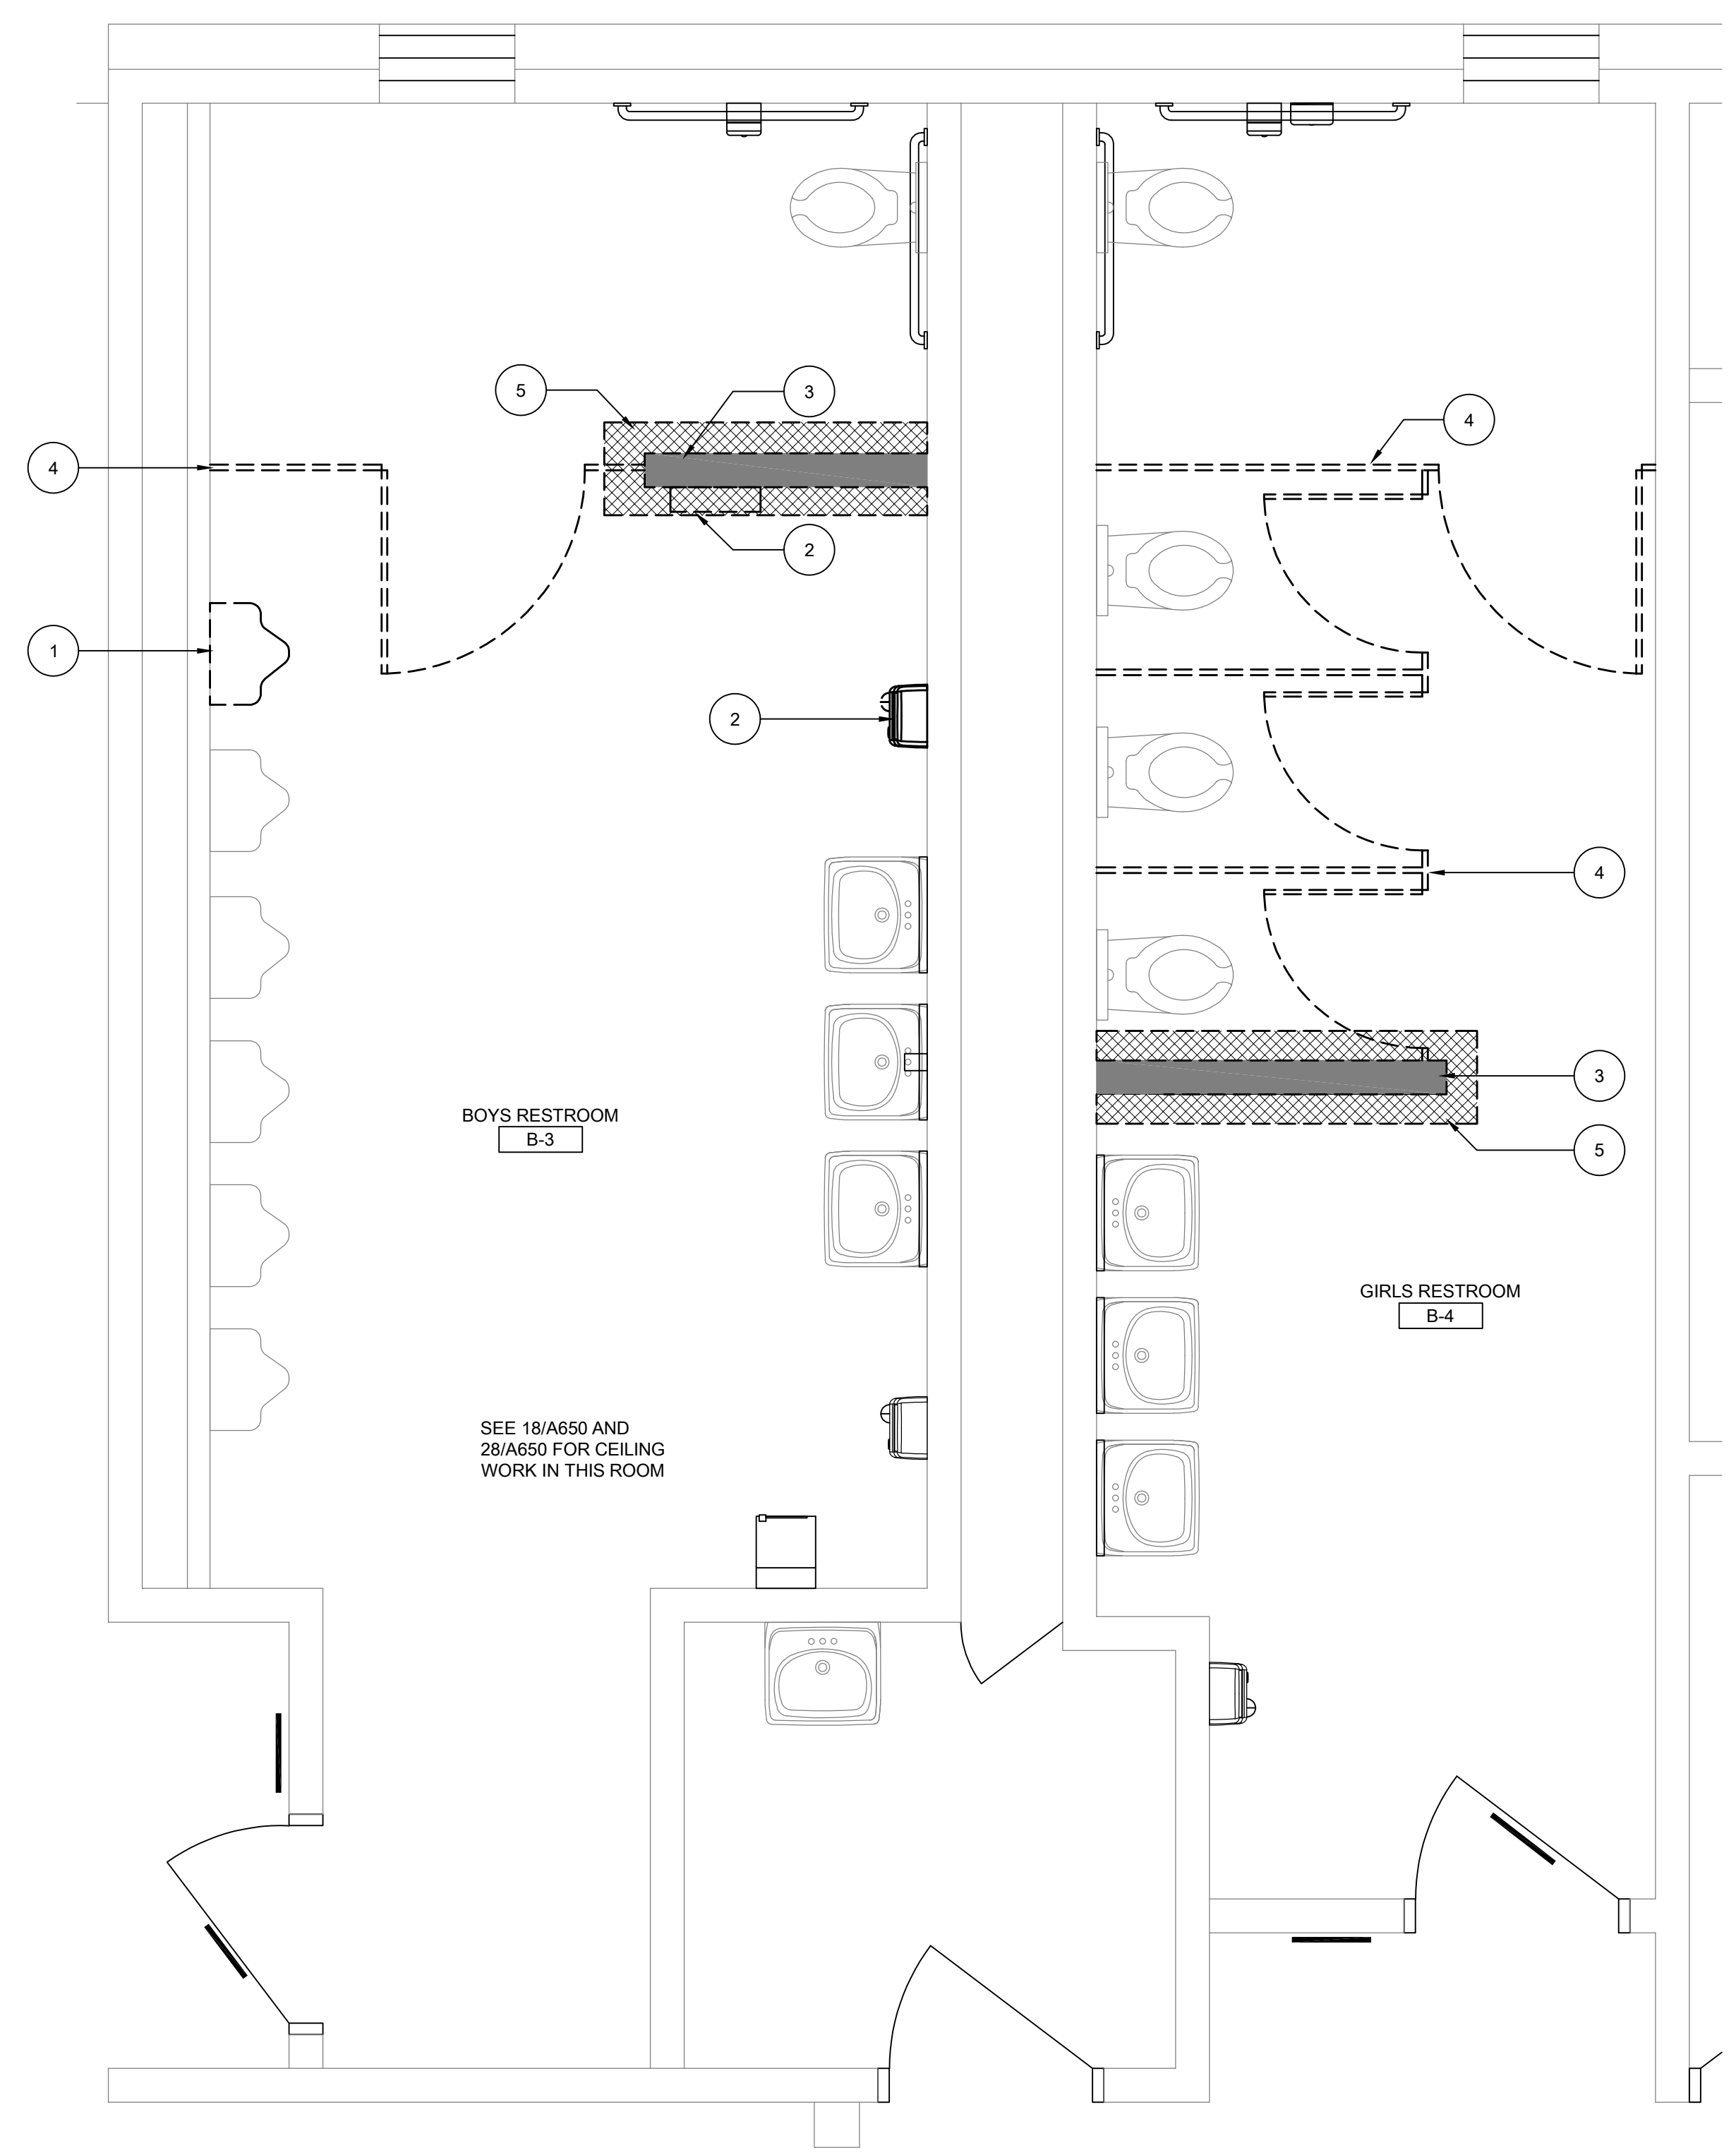 5
3
4
4
2
1
2
4
3
BOYS RESTROOM
B-3
5
GIRLS RESTROOM
B-4
SEE 18/A650 AND
28/A650 FOR CEILING
WORK IN THIS ROOM